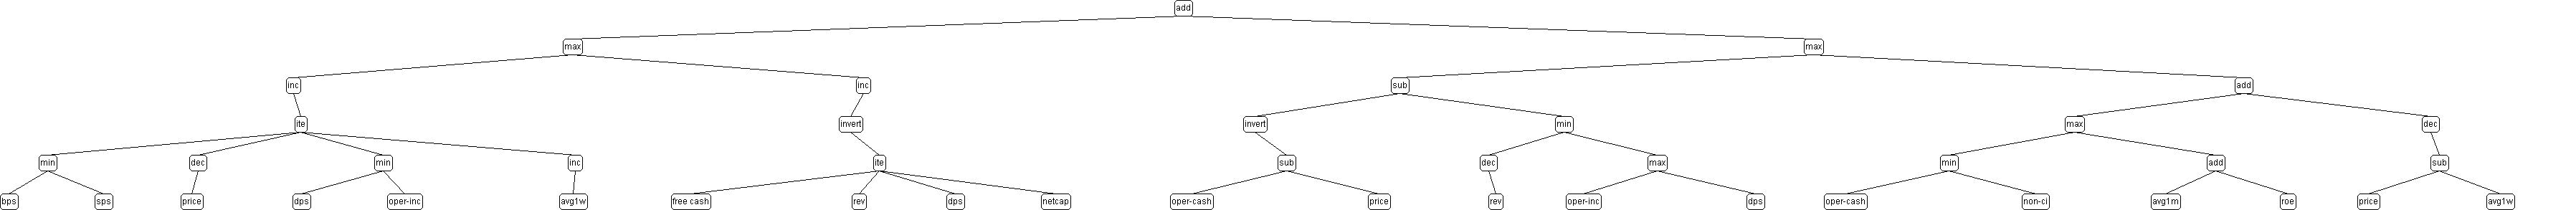 add
max max
inc inc sub add
ite invert invert min max dec
min dec min inc ite sub dec max min add sub
bps sps price dps oper-inc avg1w free cash rev dps netcap oper-cash price rev oper-inc dps oper-cash non-ci avg1m roe price avg1w